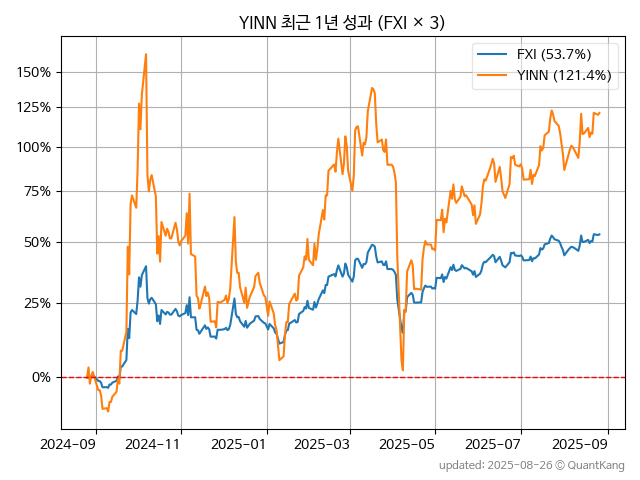 YINN 최근 1년 성과 (FXI × 3)
FXI (53.7%)
YINN (121.4%)
150%
125%
100%
75%
50%
25%
0%
2024-09 2024-11 2025-01 2025-03 2025-05 2025-07 2025-09
updated: 2025-08-26 © QuantKang